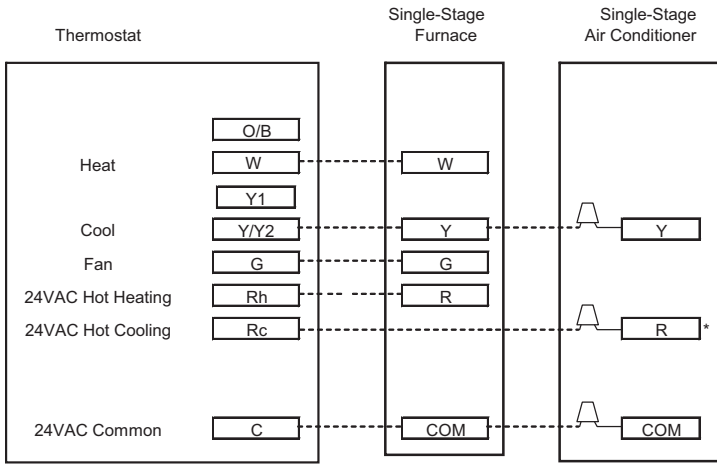 Thermostat
Single-Stage
Furnace
Single-Stage
Air Conditioner
O/B
Heat W W
Y1
Cool Y/Y2 Y Y
Fan G G
24VAC Hot Heating Rh R
24VAC Hot Cooling Rc R *
24VAC Common C COM COM